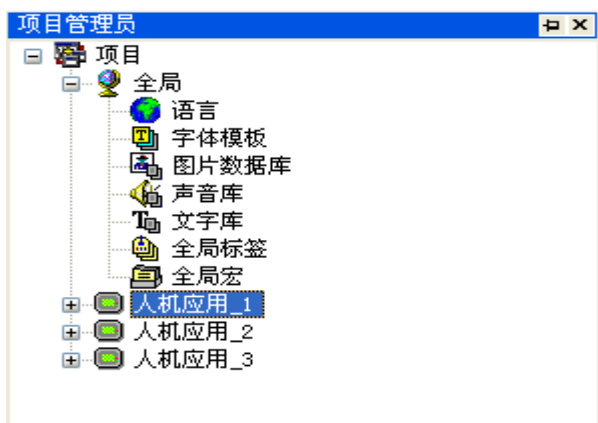 项目管理员
项目
全局
语言
字体模板
图片数据库
声音库
文字库
全局标签
全局宏
人机应用_1
人机应用_2
人机应用_3